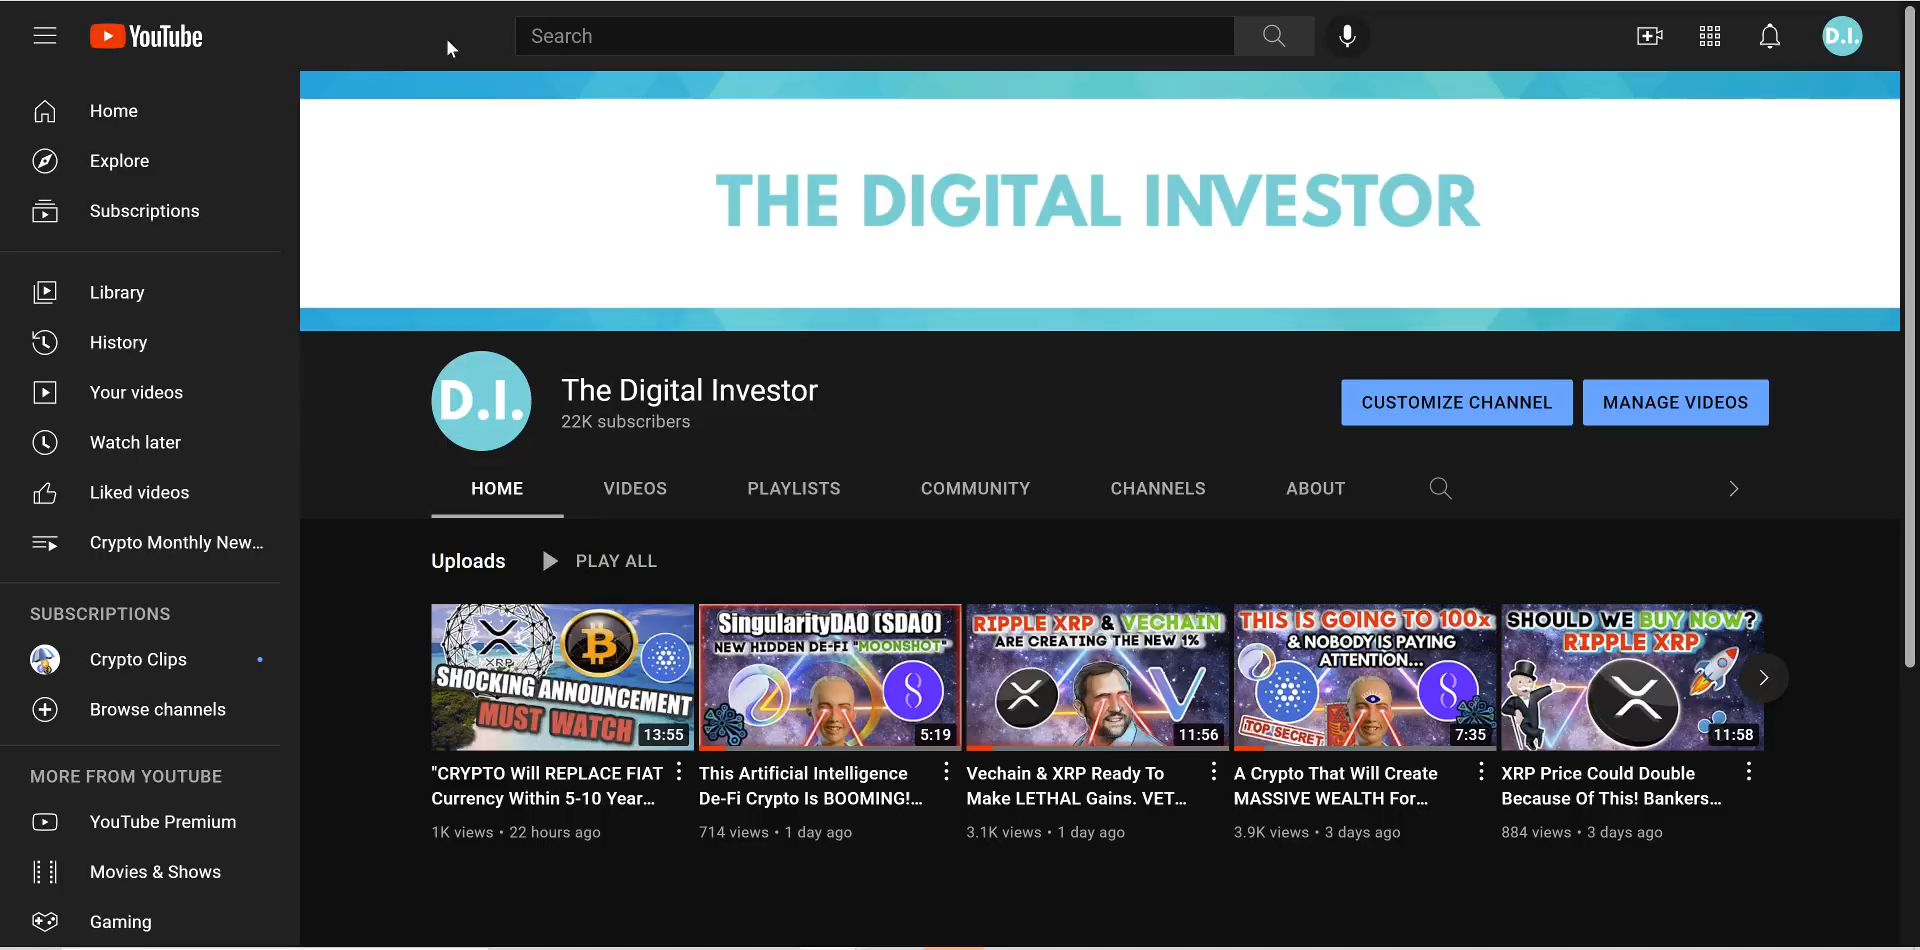 YouTube
Search
D.I.
Home
Explore
Subscriptions
Library
History
Your videos
Watch later
Liked videos
Crypto Monthly New...
SUBSCRIPTIONS
Crypto Clips
Browse channels
MORE FROM YOUTUBE
YouTube Premium
Movies & Shows
Gaming
THE DIGITAL INVESTOR
D.I.
The Digital Investor
22K subscribers
CUSTOMIZE CHANNEL
MANAGE VIDEOS
HOME
VIDEOS
PLAYLISTS
COMMUNITY
CHANNELS
ABOUT
Uploads
PLAY ALL
XRP
SHOCKING ANNOUNCEMENT
MUST WATCH
13:55
"CRYPTO Will REPLACE FIAT
Currency Within 5-10 Year...
1K views • 22 hours ago
SingularityDAO [SDAO]
NEW HIDDEN DE-FI "MOONSHOT"
5:19
This Artificial Intelligence
De-Fi Crypto Is BOOMING!...
714 views • 1 day ago
RIPPLE XRP & VECHAIN
ARE CREATING THE NEW 1%
11:56
Vechain & XRP Ready To
Make LETHAL Gains. VET...
3.1K views • 1 day ago
THIS IS GOING TO 100x
& NOBODY IS PAYING
ATTENTION...
TOP SECRET
7:35
A Crypto That Will Create
MASSIVE WEALTH For...
3.9K views • 3 days ago
SHOULD WE BUY NOW?
RIPPLE XRP
11:58
XRP Price Could Double
Because Of This! Bankers...
884 views • 3 days ago